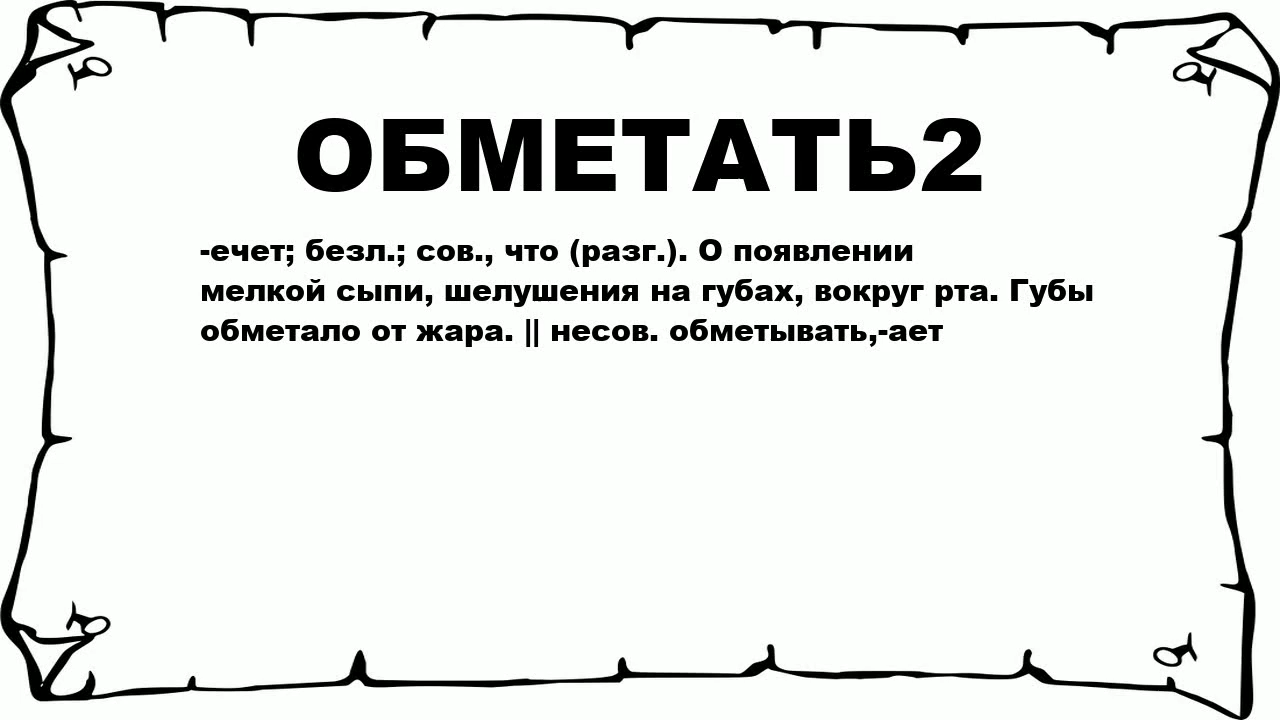 ОБМЕТАТЬ2
-ечет; безл.; сов., что (разг.). О появлении
мелкой сыпи, шелушения на губах, вокруг рта. Губы
обметало от жара. || несов. обметывать,-ает